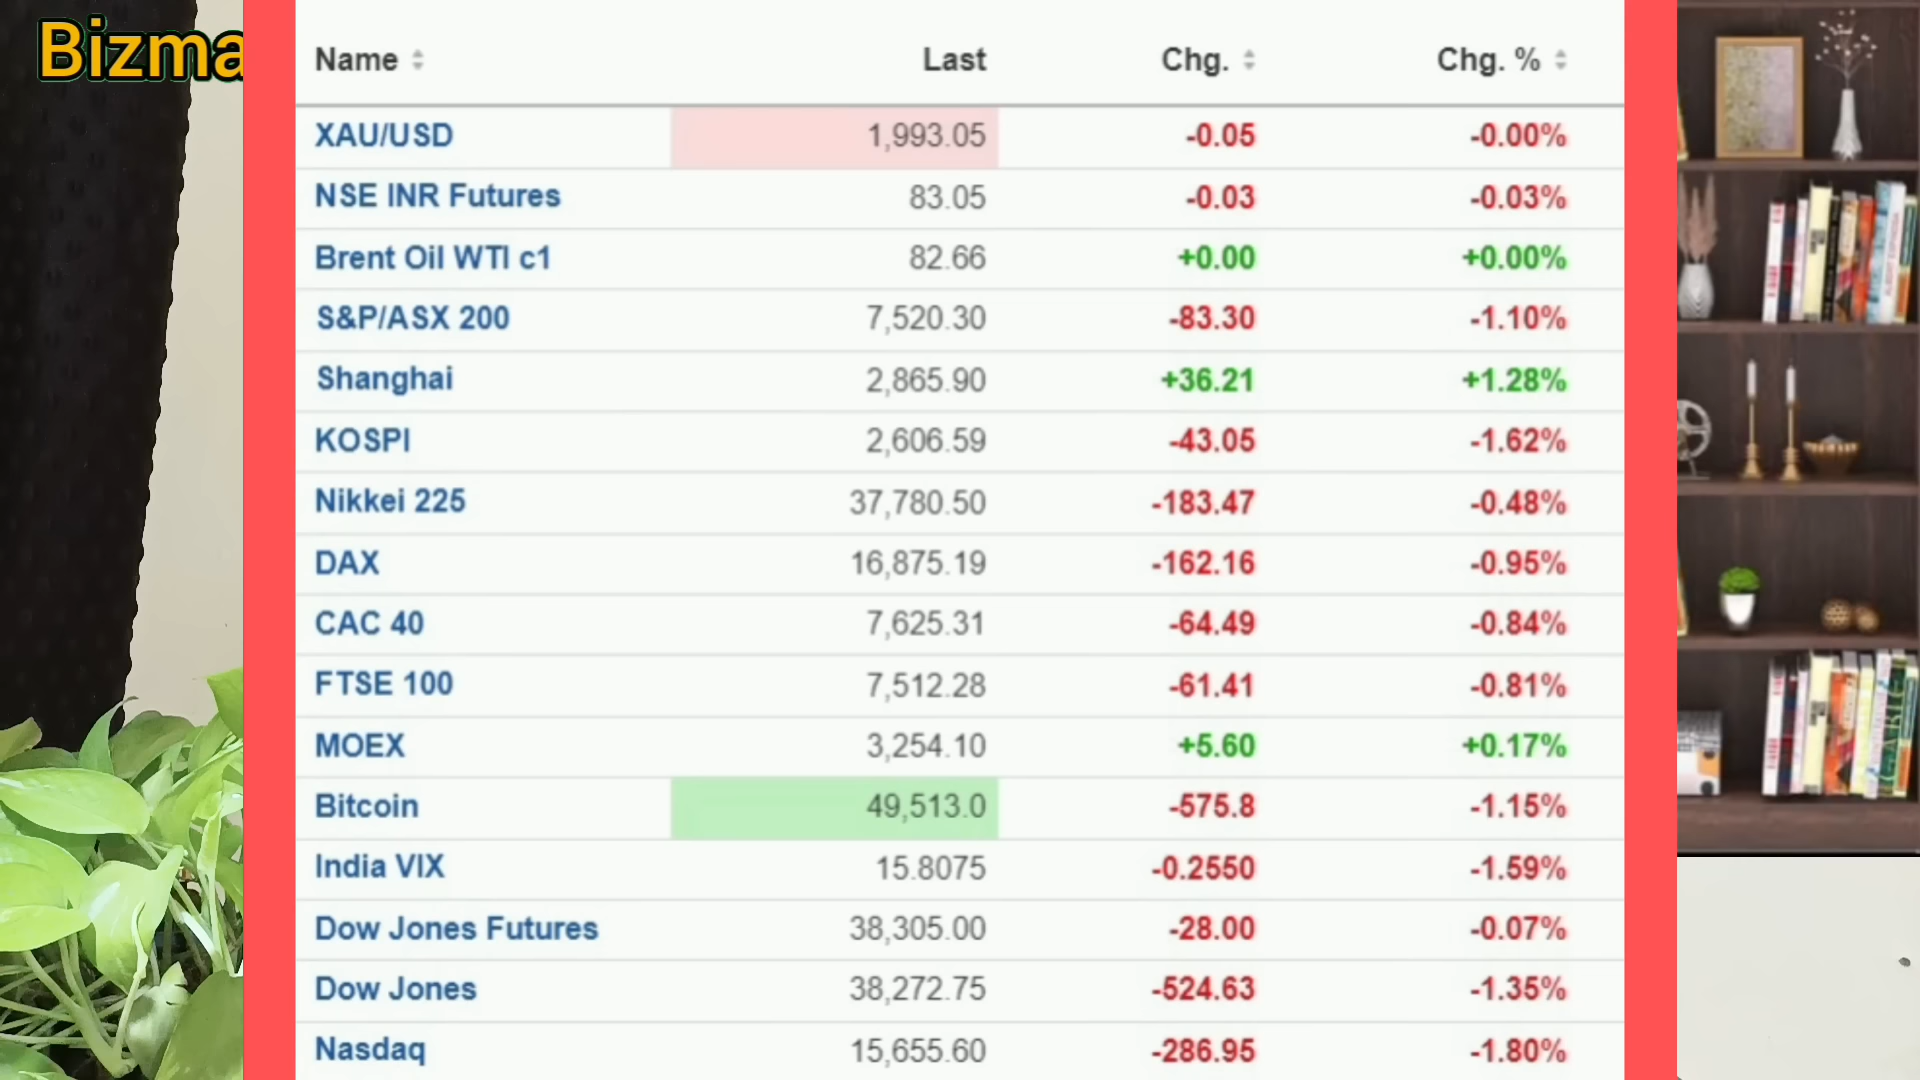 Bizma
Name Last Chg. Chg. %
XAU/USD 1,993.05 -0.05 -0.00%
NSE INR Futures 83.05 -0.03 -0.03%
Brent Oil WTI c1 82.66 +0.00 +0.00%
S&P/ASX 200 7,520.30 -83.30 -1.10%
Shanghai 2,865.90 +36.21 +1.28%
KOSPI 2,606.59 -43.05 -1.62%
Nikkei 225 37,780.50 -183.47 -0.48%
DAX 16,875.19 -162.16 -0.95%
CAC 40 7,625.31 -64.49 -0.84%
FTSE 100 7,512.28 -61.41 -0.81%
MOEX 3,254.10 +5.60 +0.17%
Bitcoin 49,513.0 -575.8 -1.15%
India VIX 15.8075 -0.2550 -1.59%
Dow Jones Futures 38,305.00 -28.00 -0.07%
Dow Jones 38,272.75 -524.63 -1.35%
Nasdaq 15,655.60 -286.95 -1.80%